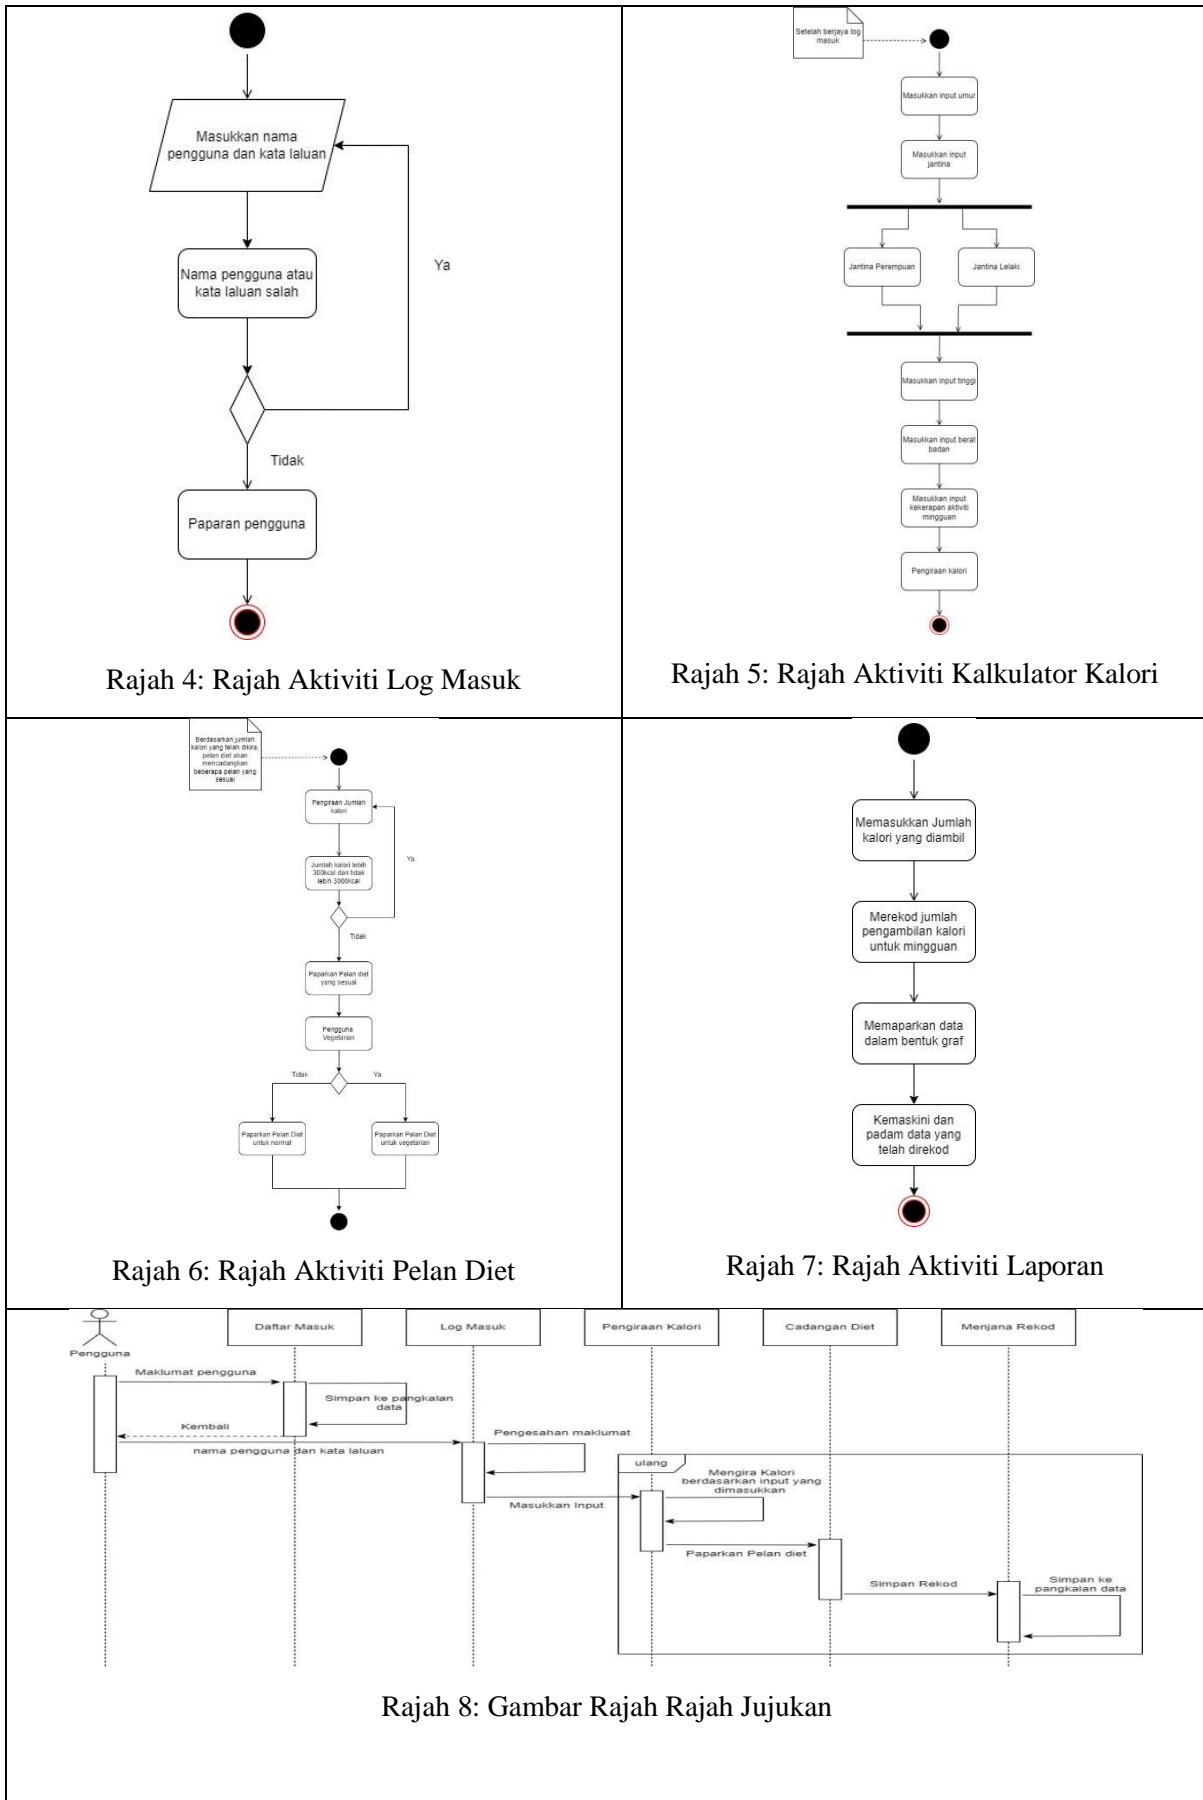 Masukkan nama
pengguna dan kata laluan
Ya
Nama pengguna atau
kata laluan salah
Tidak
Paparan pengguna
Rajah 4: Rajah Aktiviti Log Masuk
Setelah berjaya log
masuk
Masukkan input umur
Masukkan input
jantina
Jantina Perempuan
Jantina Lelaki
Masukkan input tinggi
Masukkan input berat
badan
Masukkan input
kekerapan aktiviti
mingguan
Pengiraan kalori
Rajah 5: Rajah Aktiviti Kalkulator Kalori
Berdasarkan jumlah
kalori yang telah dikira,
pelan diet akan
mencadangkan
beberapa pelan yang
sesuai
Pengiraan Jumlah
kalori
Ya
Jumlah kalori lebih
300kcal dan tidak
lebih 3000kcal
Tidak
Paparkan Pelan diet
yang sesuai
Pengguna
Vegetarian
Tidak
Ya
Paparkan Pelan Diet
untuk normal
Paparkan Pelan Diet
untuk vegetarian
Rajah 6: Rajah Aktiviti Pelan Diet
Memasukkan Jumlah
kalori yang diambil
Merekod jumlah
pengambilan kalori
untuk mingguan
Memaparkan data
dalam bentuk graf
Kemaskini dan
padam data yang
telah direkod
Rajah 7: Rajah Aktiviti Laporan
Pengguna
Daftar Masuk
Log Masuk
Pengiraan Kalori
Cadangan Diet
Menjana Rekod
Maklumat pengguna
Simpan ke pangkalan
data
Kembali
nama pengguna dan kata laluan
Pengesahan maklumat
ulang
Mengira Kalori
berdasarkan input yang
dimasukkan
Masukkan Input
Paparkan Pelan diet
Simpan Rekod
Simpan ke
pangkalan data
Rajah 8: Gambar Rajah Rajah Jujukan